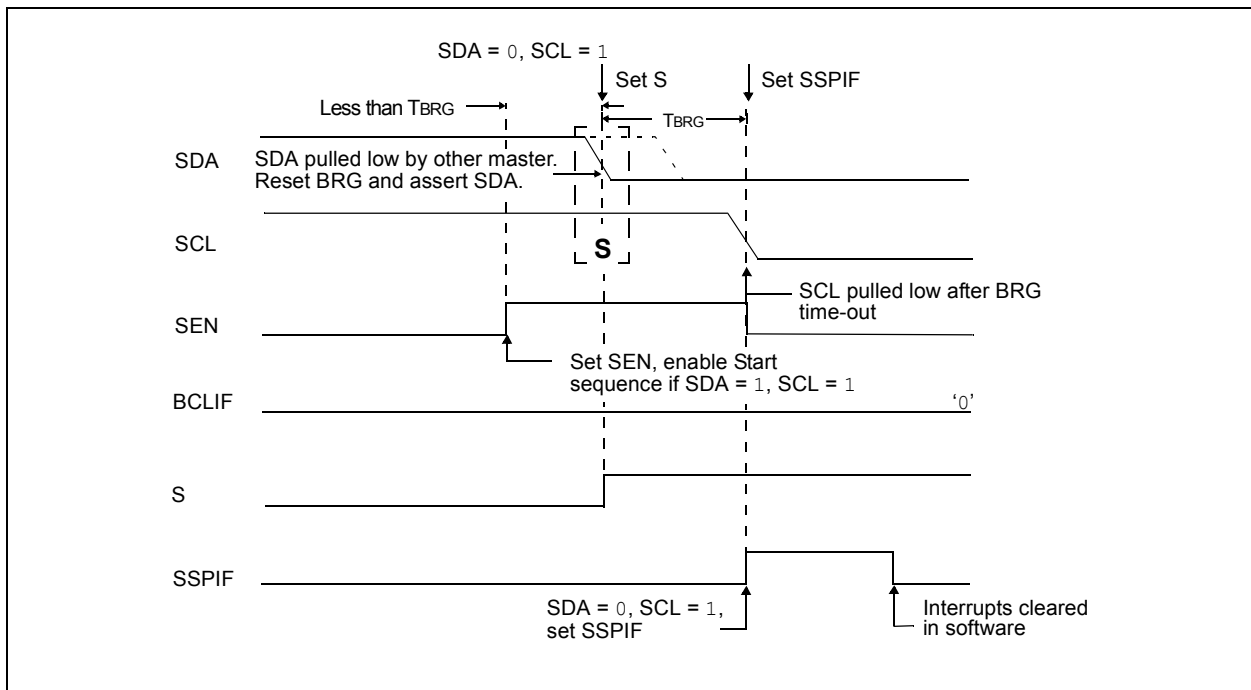 SDA = 0, SCL = 1
Set S
Set SSPIF
Less than TBRG
TBRG
SDA
SDA pulled low by other master.
Reset BRG and assert SDA.
SCL
S
SCL pulled low after BRG
time-out
SEN
Set SEN, enable Start
sequence if SDA = 1, SCL = 1
BCLIF
‘0’
S
SSPIF
SDA = 0, SCL = 1,
set SSPIF
Interrupts cleared
in software